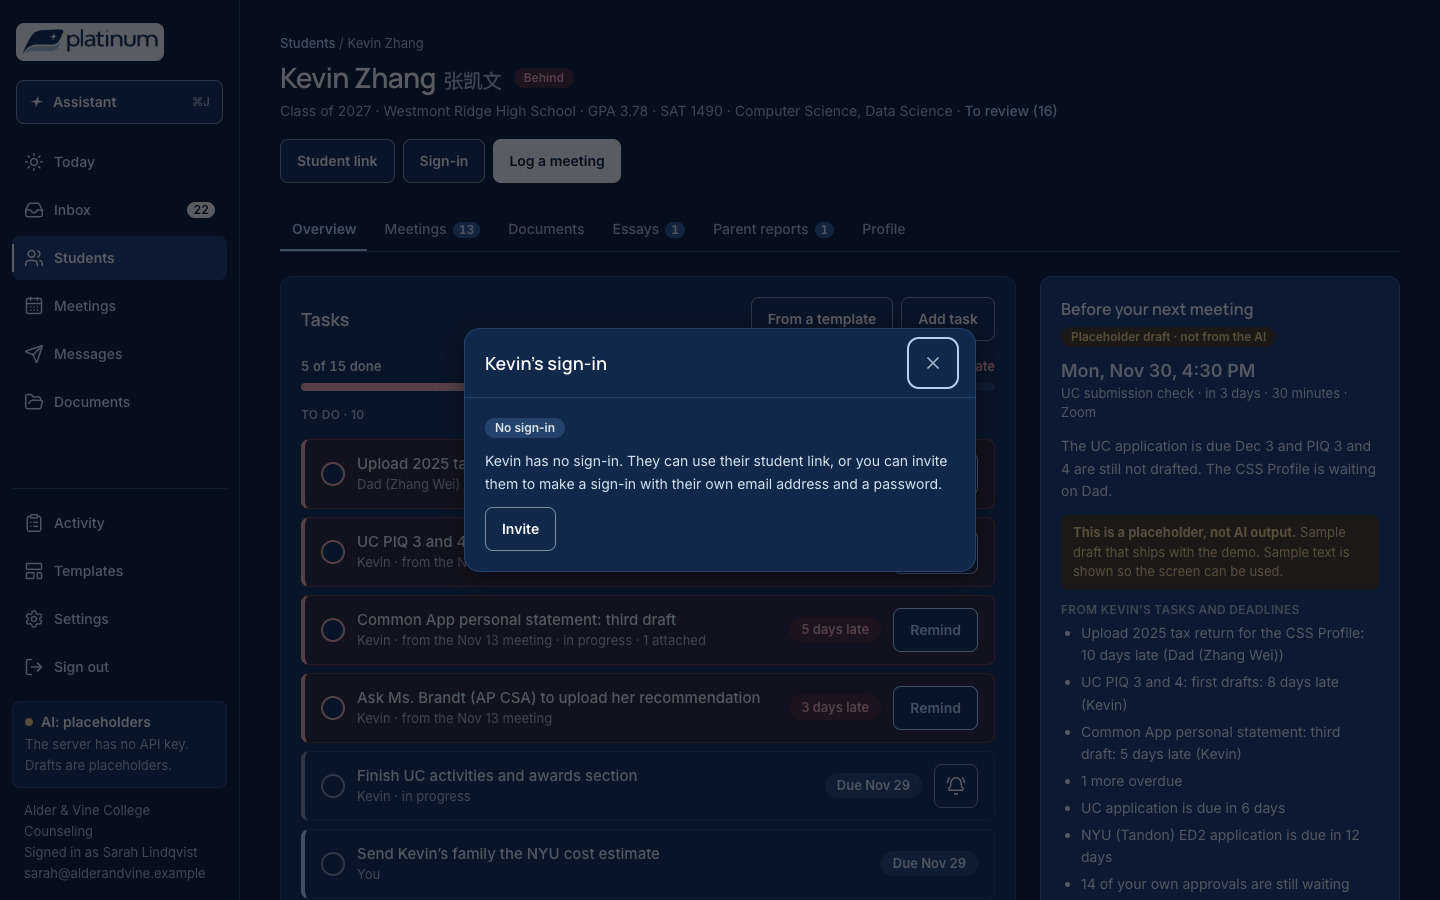 platinum
Assistant ⌘J
Today
Inbox 22
Students
Meetings
Messages
Documents
Activity
Templates
Settings
Sign out
AI: placeholders
The server has no API key.
Drafts are placeholders.
Alder & Vine College
Counseling
Signed in as Sarah Lindqvist
sarah@alderandvine.example
Students / Kevin Zhang
Kevin Zhang 张凯文 Behind
Class of 2027 · Westmont Ridge High School · GPA 3.78 · SAT 1490 · Computer Science, Data Science · To review (16)
Student link Sign-in Log a meeting
Overview Meetings 13 Documents Essays 1 Parent reports 1 Profile
Tasks From a template Add task
5 of 15 done ate
TO DO · 10
Upload 2025 ta
Dad (Zhang Wei)
UC PIQ 3 and 4
Kevin · from the N
Kevin's sign-in
No sign-in
Kevin has no sign-in. They can use their student link, or you can invite
them to make a sign-in with their own email address and a password.
Invite
Common App personal statement: third draft
Kevin · from the Nov 13 meeting · in progress · 1 attached
5 days late Remind
Ask Ms. Brandt (AP CSA) to upload her recommendation
Kevin · from the Nov 13 meeting
3 days late Remind
Finish UC activities and awards section
Kevin · in progress
Due Nov 29
Send Kevin's family the NYU cost estimate
You
Due Nov 29
Before your next meeting
Placeholder draft · not from the AI
Mon, Nov 30, 4:30 PM
UC submission check · in 3 days · 30 minutes ·
Zoom
The UC application is due Dec 3 and PIQ 3 and
4 are still not drafted. The CSS Profile is waiting
on Dad.
This is a placeholder, not AI output. Sample
draft that ships with the demo. Sample text is
shown so the screen can be used.
FROM KEVIN'S TASKS AND DEADLINES
• Upload 2025 tax return for the CSS Profile:
10 days late (Dad (Zhang Wei))
• UC PIQ 3 and 4: first drafts: 8 days late
(Kevin)
• Common App personal statement: third
draft: 5 days late (Kevin)
• 1 more overdue
• UC application is due in 6 days
• NYU (Tandon) ED2 application is due in 12
days
• 14 of your own approvals are still waiting